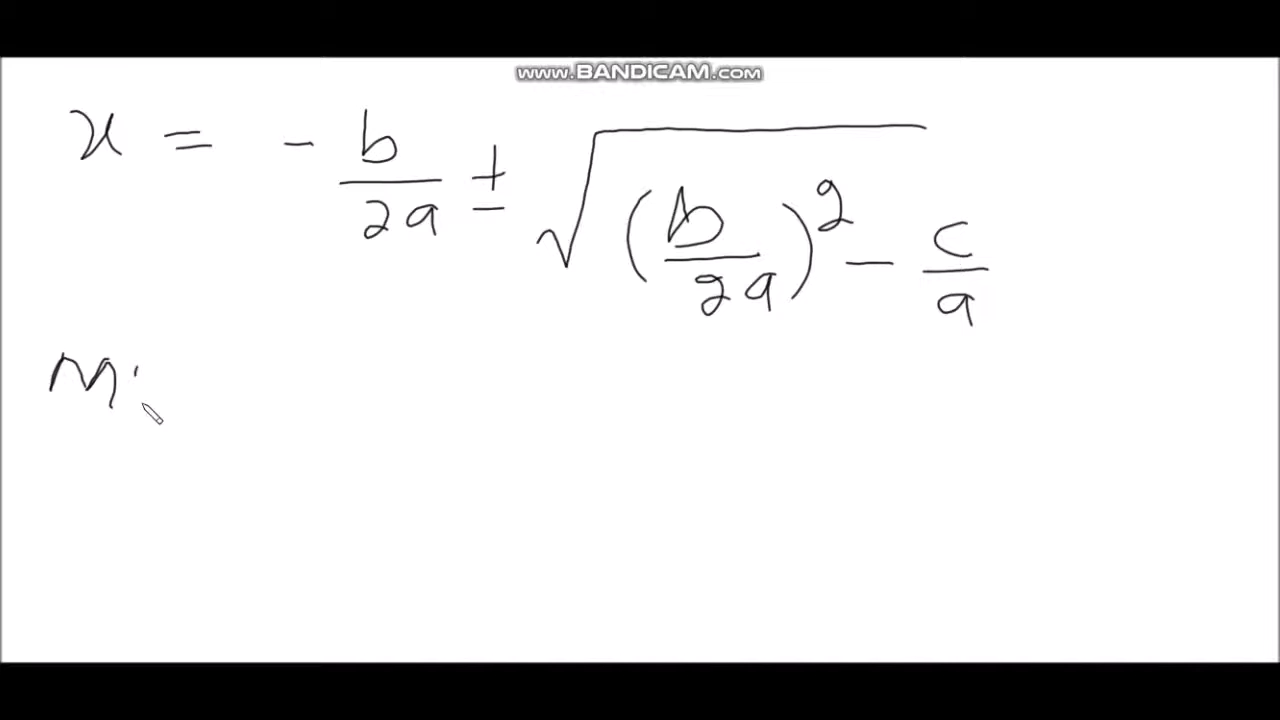 www.BANDICAM.com
x = - b/2a ± √((b/2a)² - c/a)